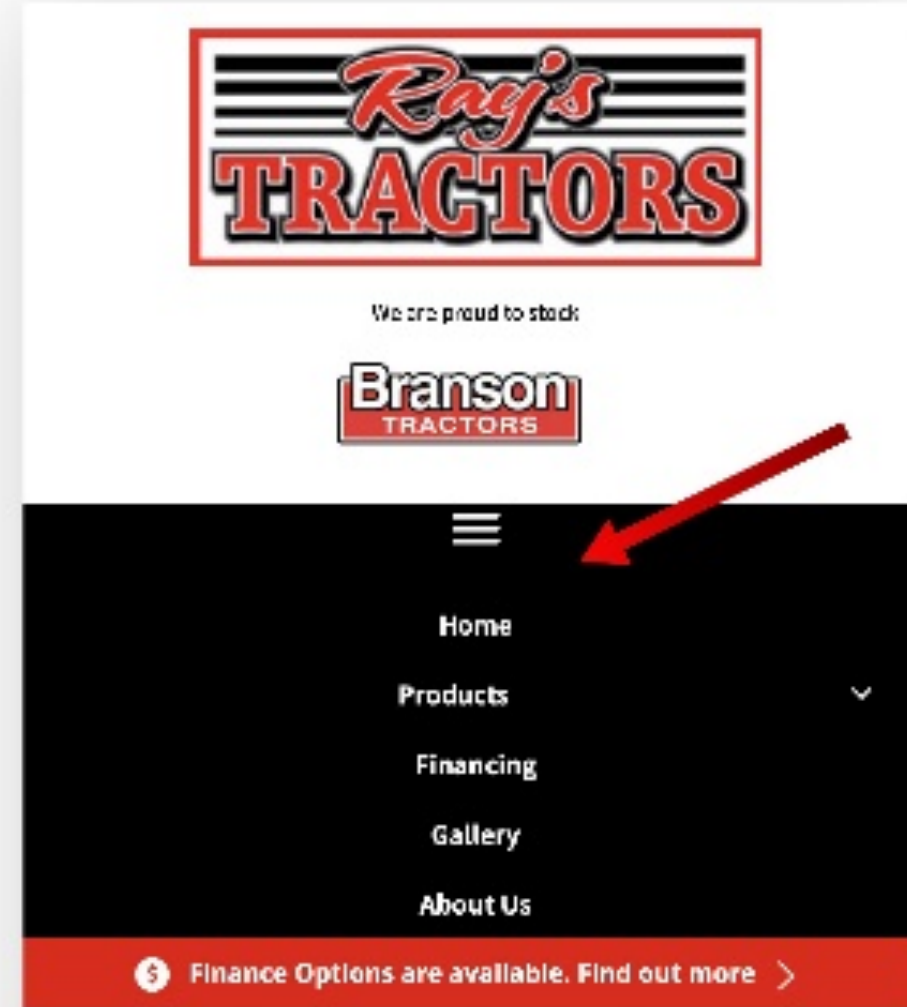 Ray's
TRACTORS
We are proud to stock
Branson
TRACTORS
Home
Products
Financing
Gallery
About Us
$ Finance Options are available. Find out more